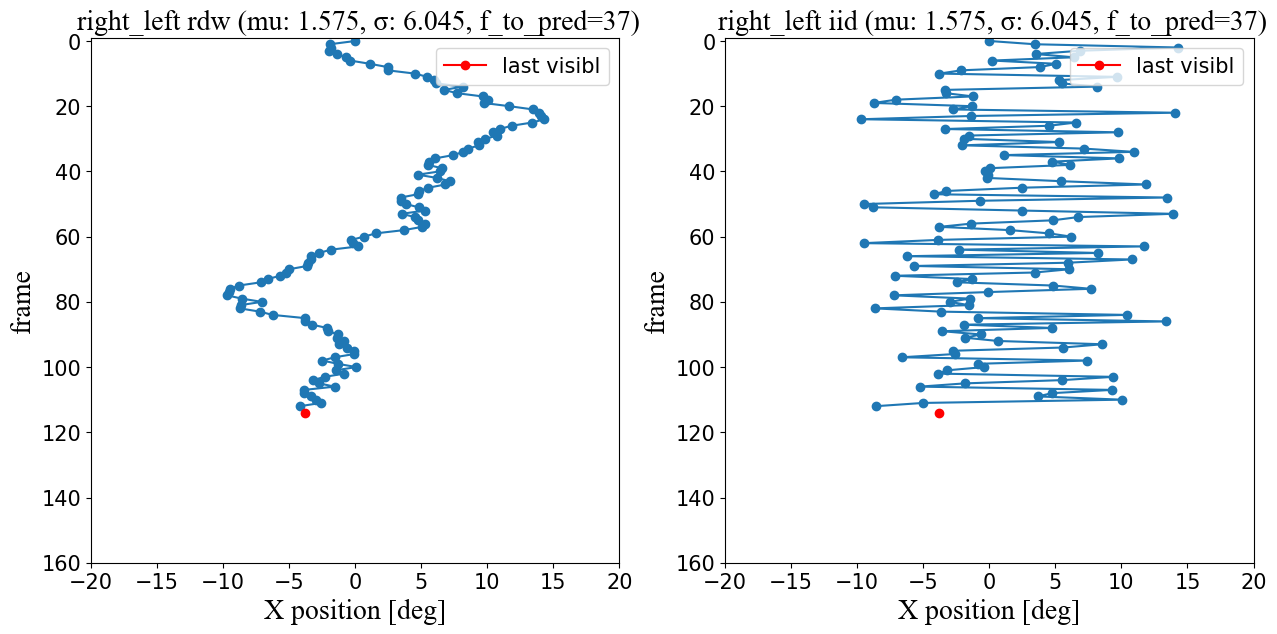 right_left rdw (mu: 1.575, σ: 6.045, f_to_pred=37)
last visibl
0
20
40
60
80
100
120
140
160
frame
−20 −15 −10 −5 0 5 10 15 20
X position [deg]
right_left iid (mu: 1.575, σ: 6.045, f_to_pred=37)
last visibl
0
20
40
60
80
100
120
140
160
frame
−20 −15 −10 −5 0 5 10 15 20
X position [deg]